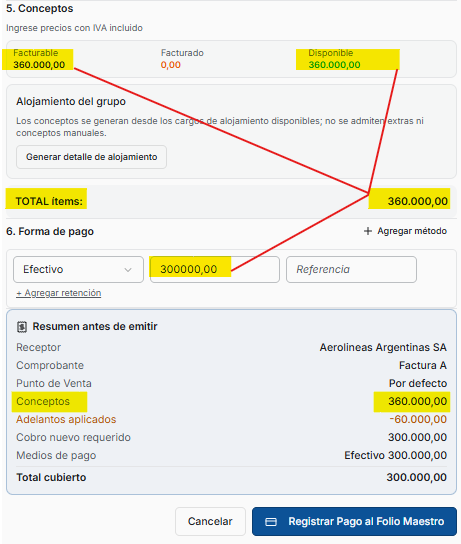 5. Conceptos
Ingrese precios con IVA incluido
Facturable Facturado Disponible
360.000,00 0,00 360.000,00
Alojamiento del grupo
Los conceptos se generan desde los cargos de alojamiento disponibles; no se admiten extras ni
conceptos manuales.
Generar detalle de alojamiento
TOTAL ítems: 360.000,00
6. Forma de pago + Agregar método
Efectivo 300000,00 Referencia
+ Agregar retención
Resumen antes de emitir
Receptor Aerolineas Argentinas SA
Comprobante Factura A
Punto de Venta Por defecto
Conceptos 360.000,00
Adelantos aplicados -60.000,00
Cobro nuevo requerido 300.000,00
Medios de pago Efectivo 300.000,00
Total cubierto 300.000,00
Cancelar Registrar Pago al Folio Maestro